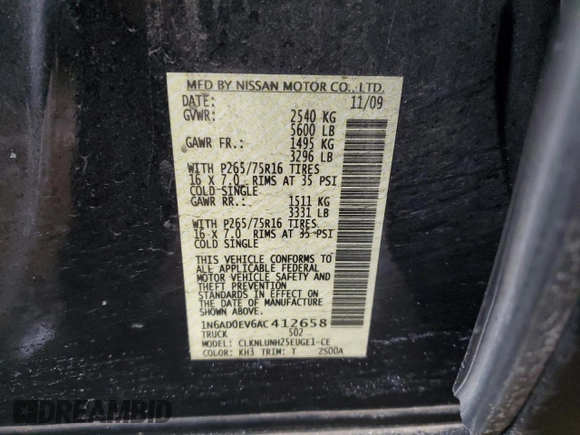 MFD BY NISSAN MOTOR CO., LTD.
DATE: 11/09
GVWR: 2540 KG
5600 LB
GAWR FR.: 1495 KG
3296 LB
WITH P265/75R16 TIRES
16 X 7.0 RIMS AT 35 PSI
COLD SINGLE
GAWR RR.: 1511 KG
3331 LB
WITH P265/75R16 TIRES
16 X 7.0 RIMS AT 35 PSI
COLD SINGLE
THIS VEHICLE CONFORMS TO
ALL APPLICABLE FEDERAL
MOTOR VEHICLE SAFETY AND
THEFT PREVENTION
STANDARDS IN EFFECT ON
THE DATE OF MANUFACTURE
SHOWN ABOVE.
1N6AD0EV6AC412658
TRUCK 502
MODEL: CLKNLUNH25EUGE1-CE
COLOR: KH3 TRIM: T ZS00A
DREAMBID